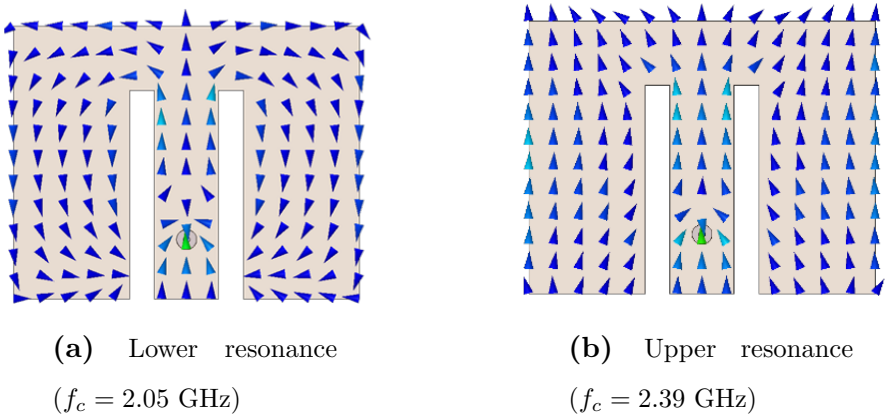 (a) Lower resonance
(f_c = 2.05 GHz)
(b) Upper resonance
(f_c = 2.39 GHz)